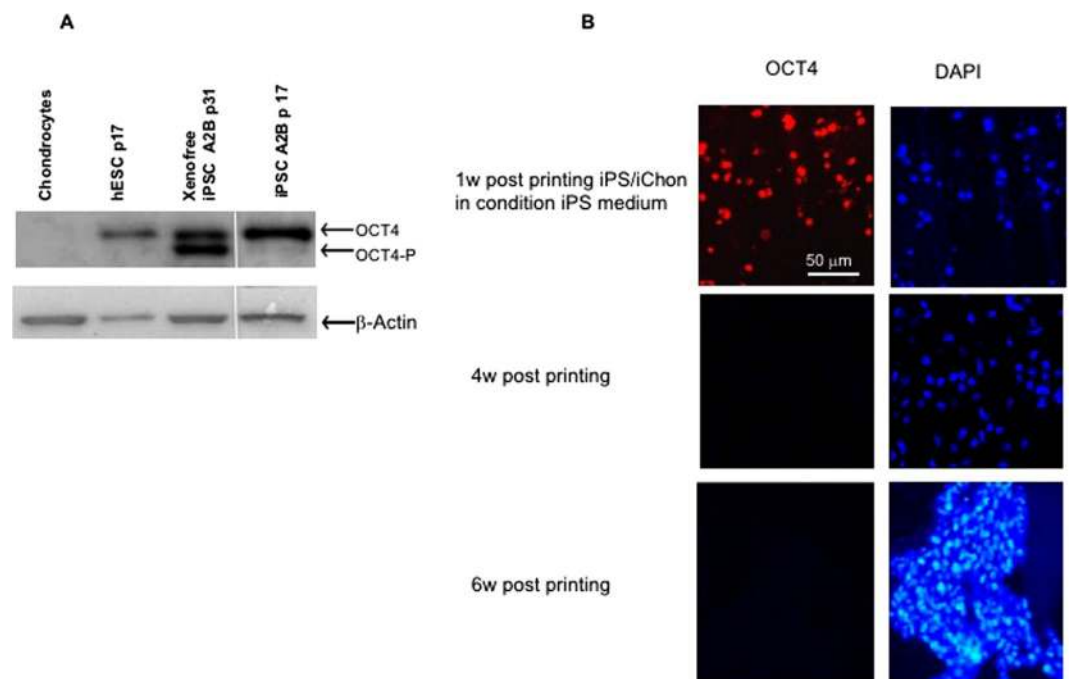 A
Chondrocytes
hESC p17
Xenofree
iPSC A2B p31
iPSC A2B p 17
OCT4
OCT4-P
β-Actin
B
OCT4
DAPI
1w post printing iPS/iChon
in condition iPS medium
50 μm
4w post printing
6w post printing